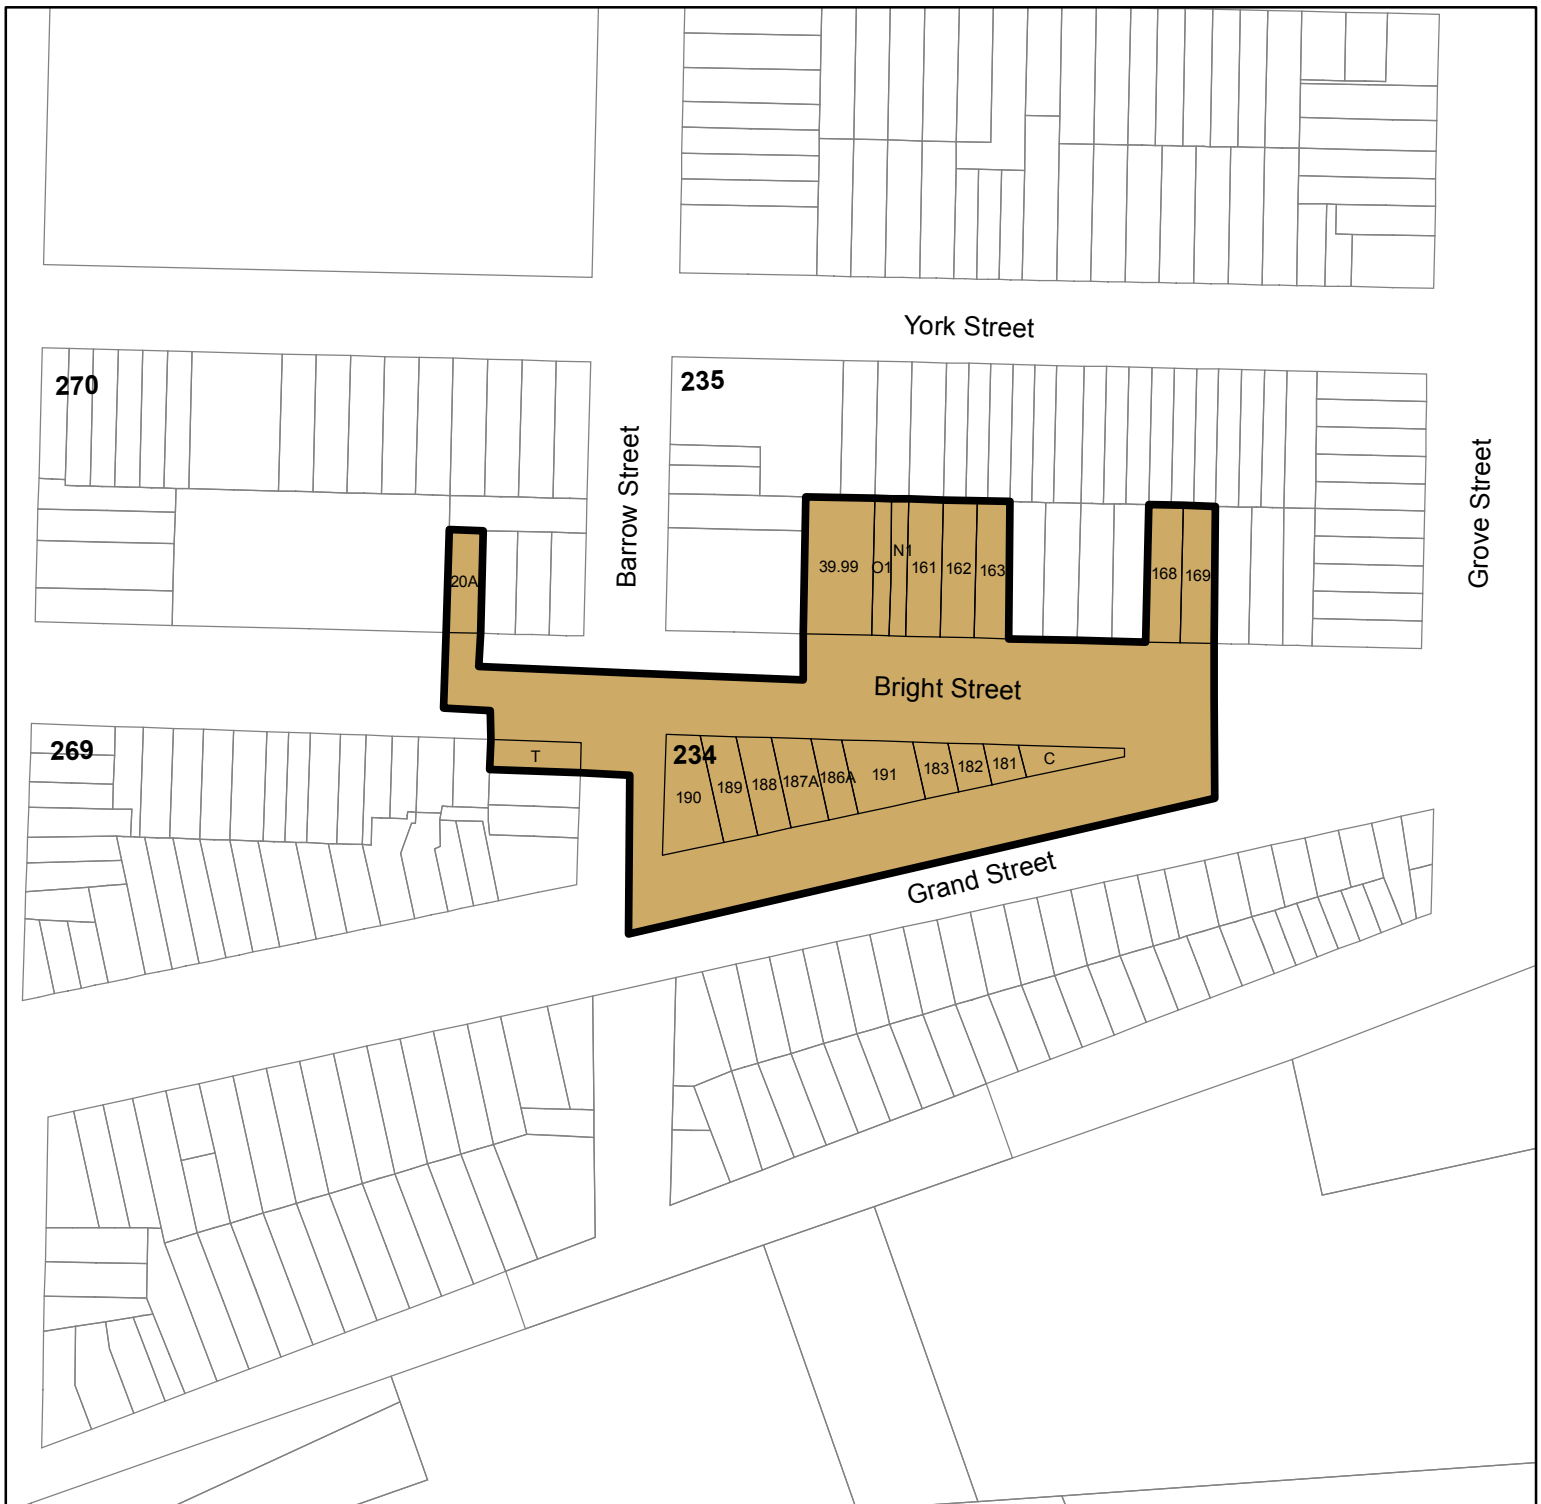 York Street
270
235
Barrow Street
Grove Street
20A
39.99
O1
N1
161
162
163
168
169
Bright Street
269
T
234
190
189
188
187A
186A
191
183
182
181
C
Grand Street